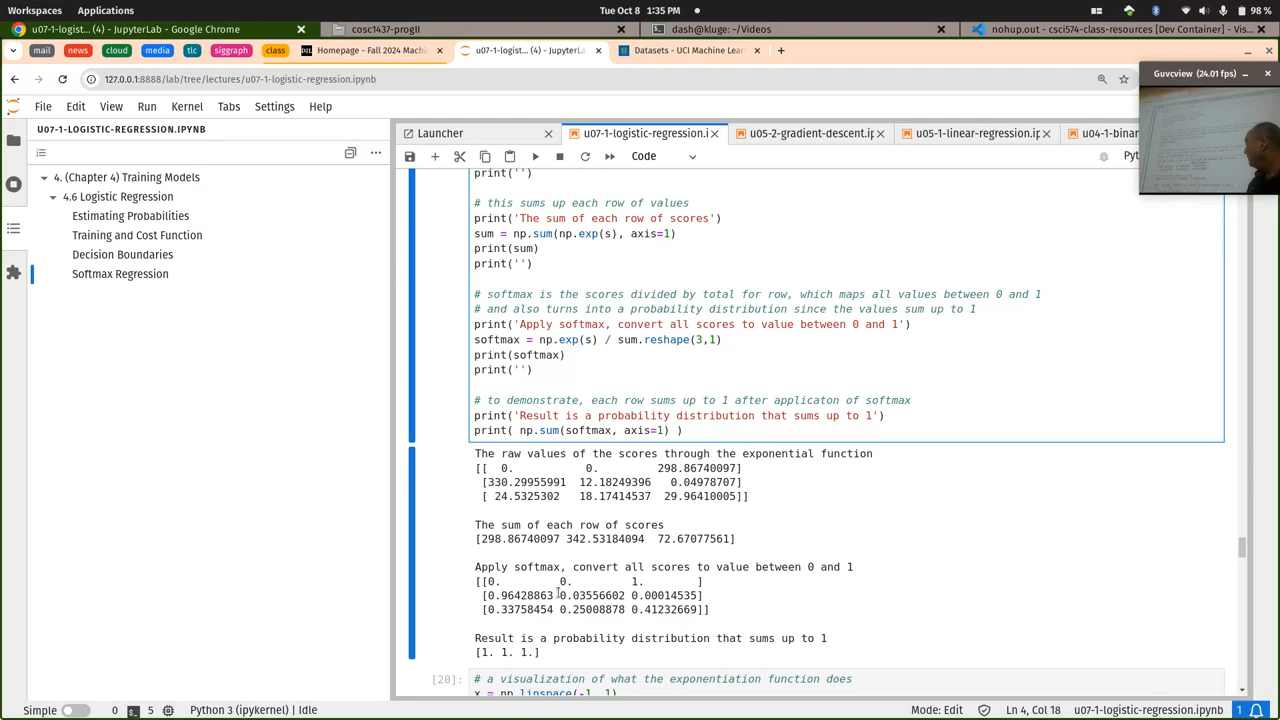 Workspaces Applications Tue Oct 8 1:35 PM 98 %
u07-1-logist... (4) - JupyterLab - Google Chrome cosc1437-progII dash@kluge: ~/Videos nohup.out - csci574-class-resources [Dev Container] - Vis...
mail news cloud media tlc siggraph class Homepage - Fall 2024 Machin u07-1-logist... (4) - JupyterLa Datasets - UCI Machine Lear
127.0.0.1:8888/lab/tree/lectures/u07-1-logistic-regression.ipynb
Guvcview (24.01 fps)
File Edit View Run Kernel Tabs Settings Help
U07-1-LOGISTIC-REGRESSION.IPYNB
Launcher u07-1-logistic-regression.i u05-2-gradient-descent.ip u05-1-linear-regression.ip u04-1-binar
Code Pyt
4. (Chapter 4) Training Models
4.6 Logistic Regression
Estimating Probabilities
Training and Cost Function
Decision Boundaries
Softmax Regression
print('')
# this sums up each row of values
print('The sum of each row of scores')
sum = np.sum(np.exp(s), axis=1)
print(sum)
print('')
# softmax is the scores divided by total for row, which maps all values between 0 and 1
# and also turns into a probability distribution since the values sum up to 1
print('Apply softmax, convert all scores to value between 0 and 1')
softmax = np.exp(s) / sum.reshape(3,1)
print(softmax)
print('')
# to demonstrate, each row sums up to 1 after applicaton of softmax
print('Result is a probability distribution that sums up to 1')
print( np.sum(softmax, axis=1) )
The raw values of the scores through the exponential function
[[ 0. 0. 298.86740097]
[330.29955991 12.18249396 0.04978707]
[ 24.5325302 18.17414537 29.96410005]]
The sum of each row of scores
[298.86740097 342.53184094 72.67077561]
Apply softmax, convert all scores to value between 0 and 1
[[0. 0. 1. ]
[0.96428863 0.03556602 0.00014535]
[0.33758454 0.25008878 0.41232669]]
Result is a probability distribution that sums up to 1
[1. 1. 1.]
[20]: # a visualization of what the exponentiation function does
x = np.linspace(-1, 1)
Simple 0 5 Python 3 (ipykernel) | Idle Mode: Edit Ln 4, Col 18 u07-1-logistic-regression.ipynb 1